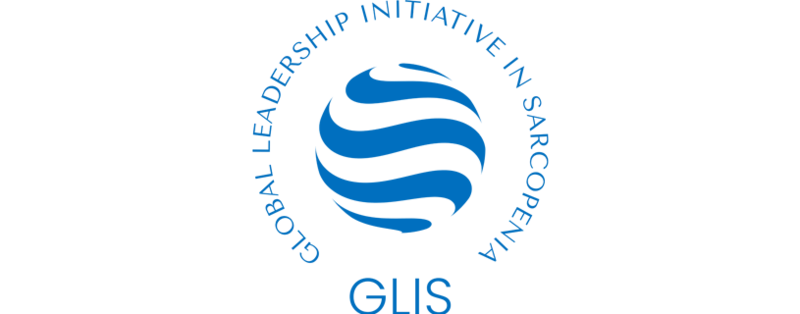 GLOBAL LEADERSHIP INITIATIVE IN SARCOPENIA
GLIS